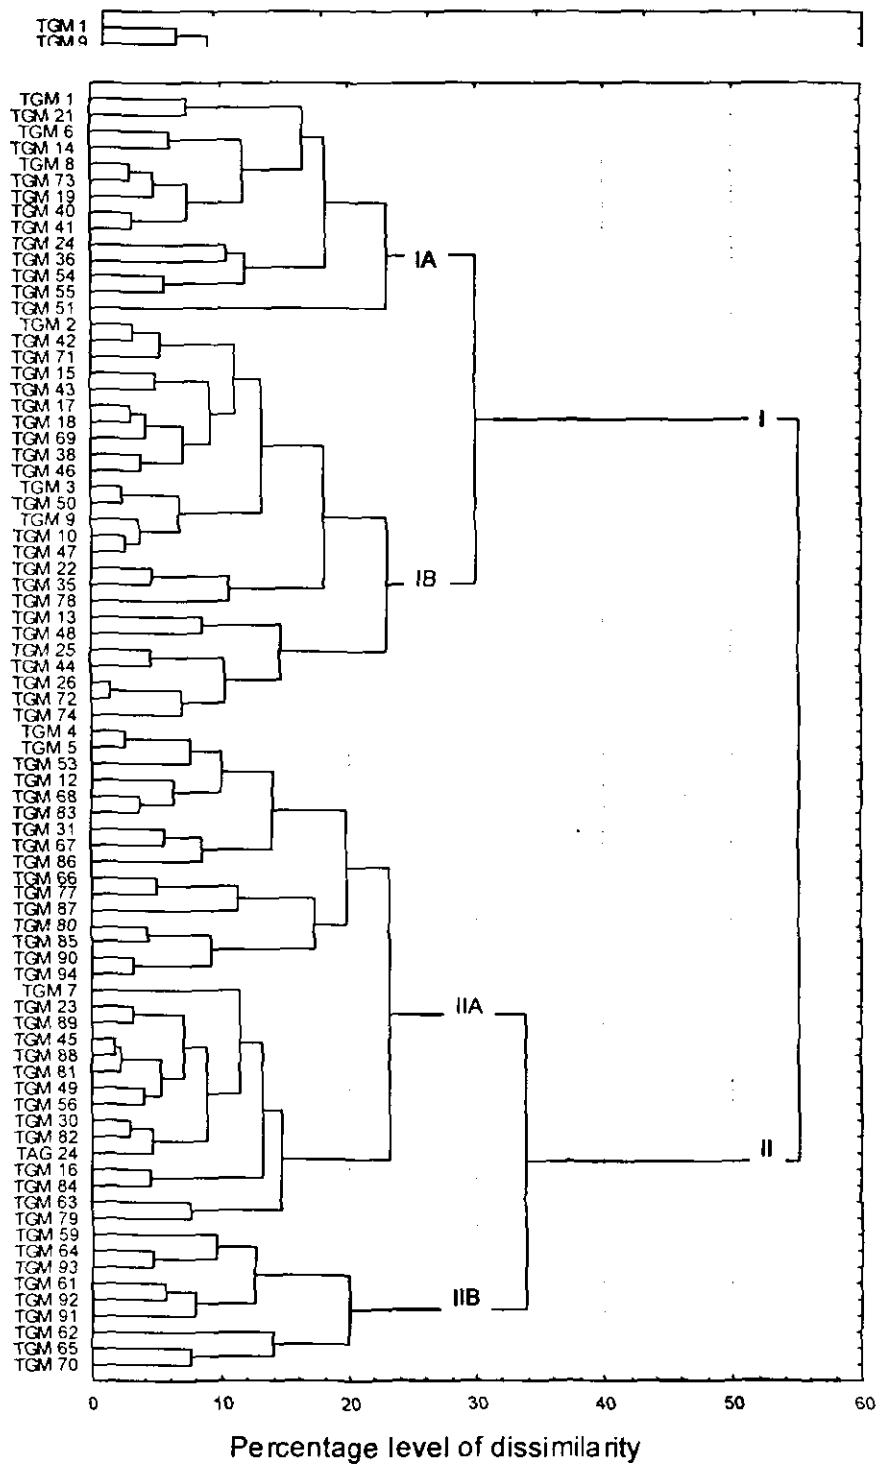 TGM 1
TGM 9
TGM 1
TGM 21
TGM 6
TGM 14
TGM 8
TGM 73
TGM 19
TGM 40
TGM 41
TGM 24
TGM 36
TGM 54
TGM 55
TGM 51
TGM 2
TGM 42
TGM 71
TGM 15
TGM 43
TGM 17
TGM 18
TGM 69
TGM 38
TGM 46
TGM 3
TGM 50
TGM 9
TGM 10
TGM 47
TGM 22
TGM 35
TGM 78
TGM 13
TGM 48
TGM 25
TGM 44
TGM 26
TGM 72
TGM 74
TGM 4
TGM 5
TGM 53
TGM 12
TGM 68
TGM 83
TGM 31
TGM 67
TGM 86
TGM 66
TGM 77
TGM 87
TGM 80
TGM 85
TGM 90
TGM 94
TGM 7
TGM 23
TGM 89
TGM 45
TGM 88
TGM 81
TGM 49
TGM 56
TGM 30
TGM 82
TAG 24
TGM 16
TGM 84
TGM 63
TGM 79
TGM 59
TGM 64
TGM 93
TGM 61
TGM 92
TGM 91
TGM 62
TGM 65
TGM 70
IA
I
IB
IIA
II
IIB
0 10 20 30 40 50 60
Percentage level of dissimilarity